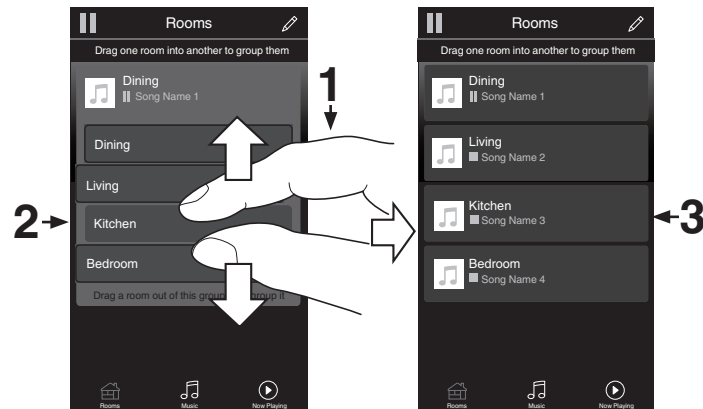 Rooms
Drag one room into another to group them
Dining
Song Name 1
Dining
Living
Kitchen
Bedroom
Drag a room out of this group
group it
Rooms
Music
Now Playing
1
2
Rooms
Drag one room into another to group them
Dining
Song Name 1
Living
Song Name 2
Kitchen
Song Name 3
Bedroom
Song Name 4
Rooms
Music
Now Playing
3